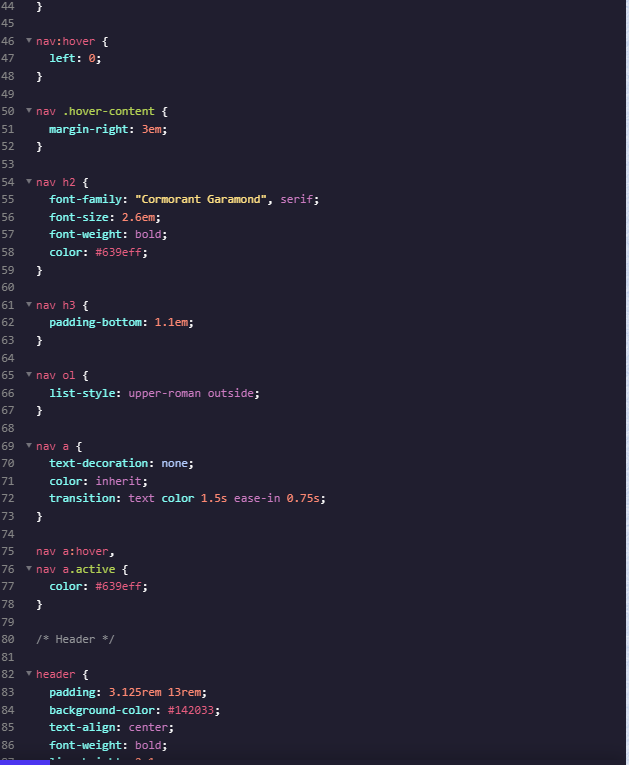 44 }
45
46 nav:hover {
47 left: 0;
48 }
49
50 nav .hover-content {
51 margin-right: 3em;
52 }
53
54 nav h2 {
55 font-family: "Cormorant Garamond", serif;
56 font-size: 2.6em;
57 font-weight: bold;
58 color: #639eff;
59 }
60
61 nav h3 {
62 padding-bottom: 1.1em;
63 }
64
65 nav ol {
66 list-style: upper-roman outside;
67 }
68
69 nav a {
70 text-decoration: none;
71 color: inherit;
72 transition: text color 1.5s ease-in 0.75s;
73 }
74
75 nav a:hover,
76 nav a.active {
77 color: #639eff;
78 }
79
80 /* Header */
81
82 header {
83 padding: 3.125rem 13rem;
84 background-color: #142033;
85 text-align: center;
86 font-weight: bold;